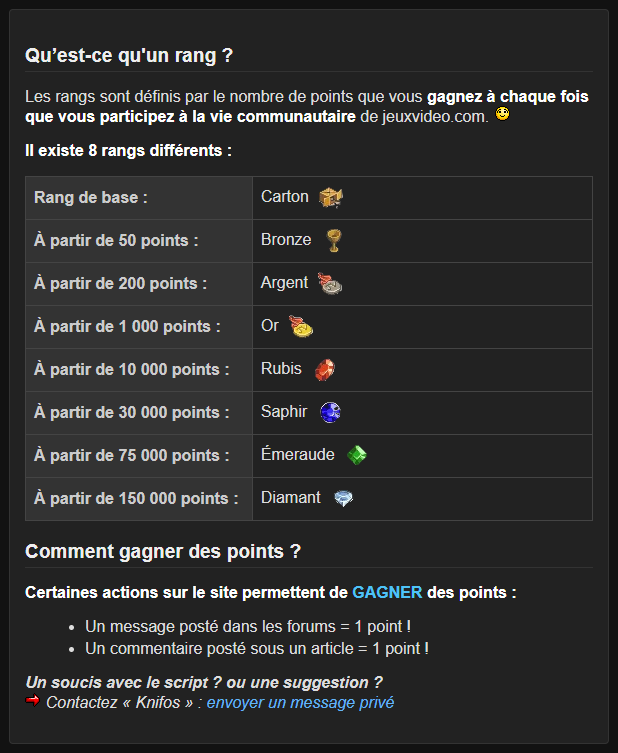 Qu’est-ce qu'un rang ?
Les rangs sont définis par le nombre de points que vous gagnez à chaque fois
que vous participez à la vie communautaire de jeuxvideo.com.
Il existe 8 rangs différents :
Rang de base : Carton
À partir de 50 points : Bronze
À partir de 200 points : Argent
À partir de 1 000 points : Or
À partir de 10 000 points : Rubis
À partir de 30 000 points : Saphir
À partir de 75 000 points : Émeraude
À partir de 150 000 points : Diamant
Comment gagner des points ?
Certaines actions sur le site permettent de GAGNER des points :
• Un message posté dans les forums = 1 point !
• Un commentaire posté sous un article = 1 point !
Un soucis avec le script ? ou une suggestion ?
Contactez « Knifos » : envoyer un message privé